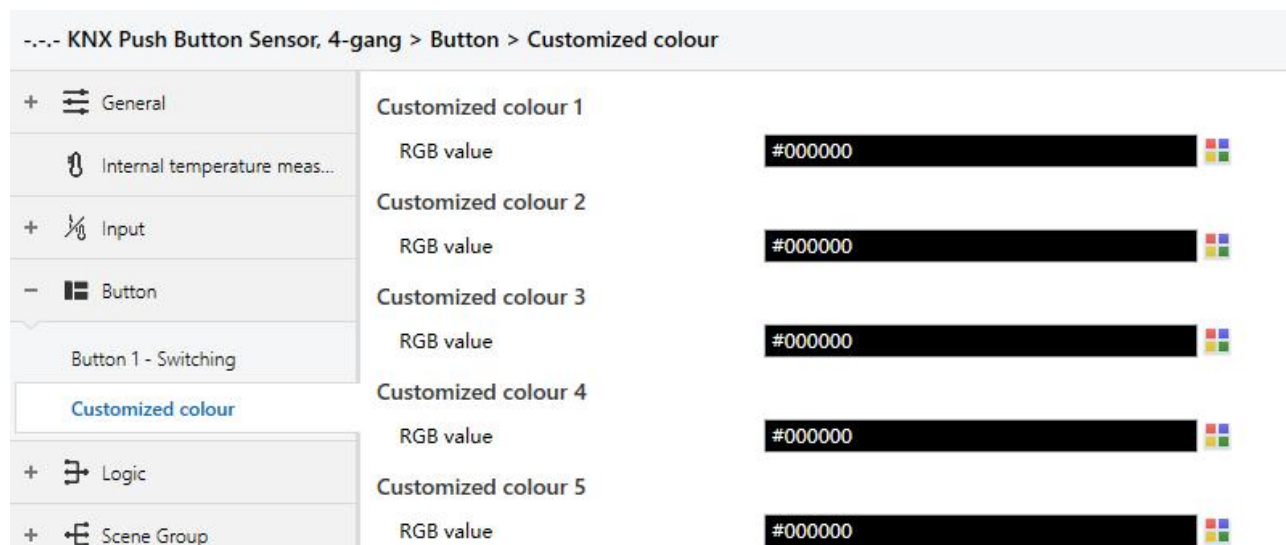 -.-.- KNX Push Button Sensor, 4-gang > Button > Customized colour
+ General
Internal temperature meas...
+ Input
− Button
Button 1 - Switching
Customized colour
+ Logic
+ Scene Group
Customized colour 1
RGB value #000000
Customized colour 2
RGB value #000000
Customized colour 3
RGB value #000000
Customized colour 4
RGB value #000000
Customized colour 5
RGB value #000000